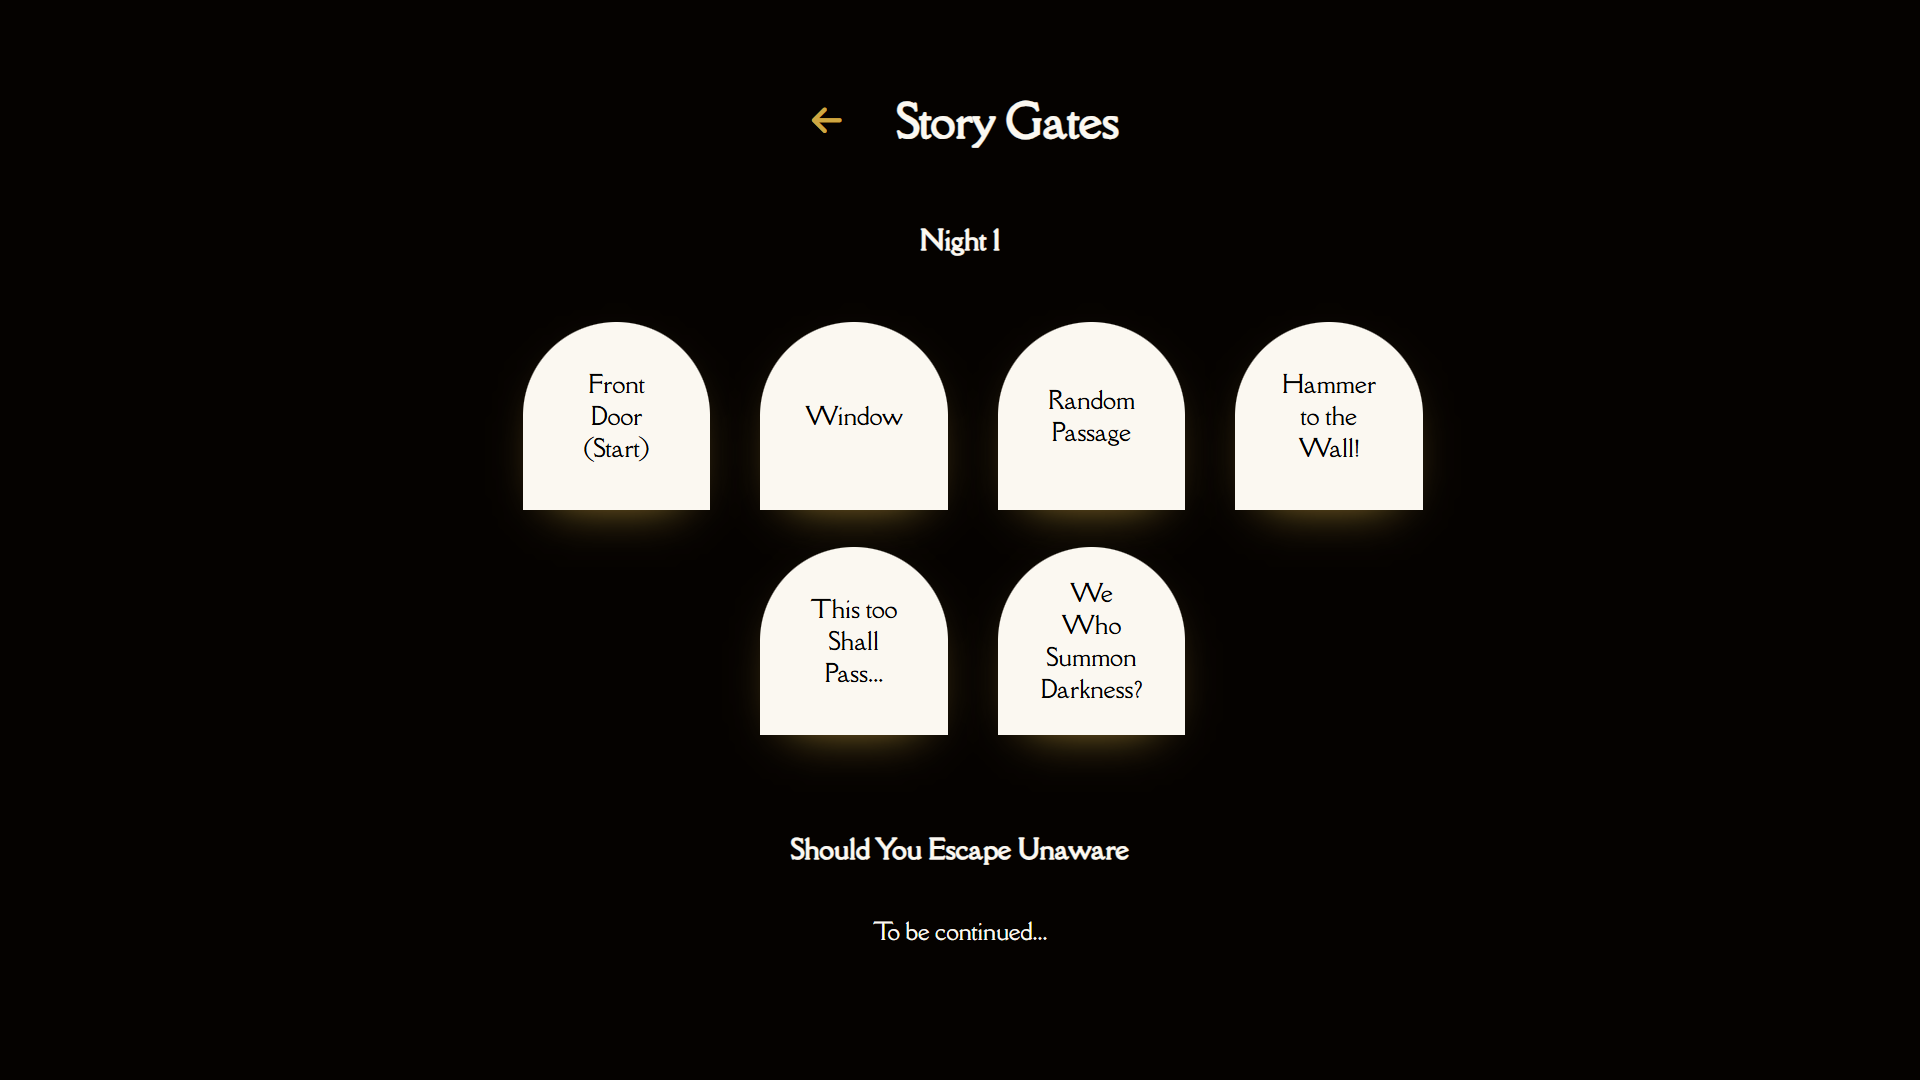 Story Gates
Night 1
Front
Door
(Start)
Window
Random
Passage
Hammer
to the
Wall!
This too
Shall
Pass...
We
Who
Summon
Darkness?
Should You Escape Unaware
To be continued...